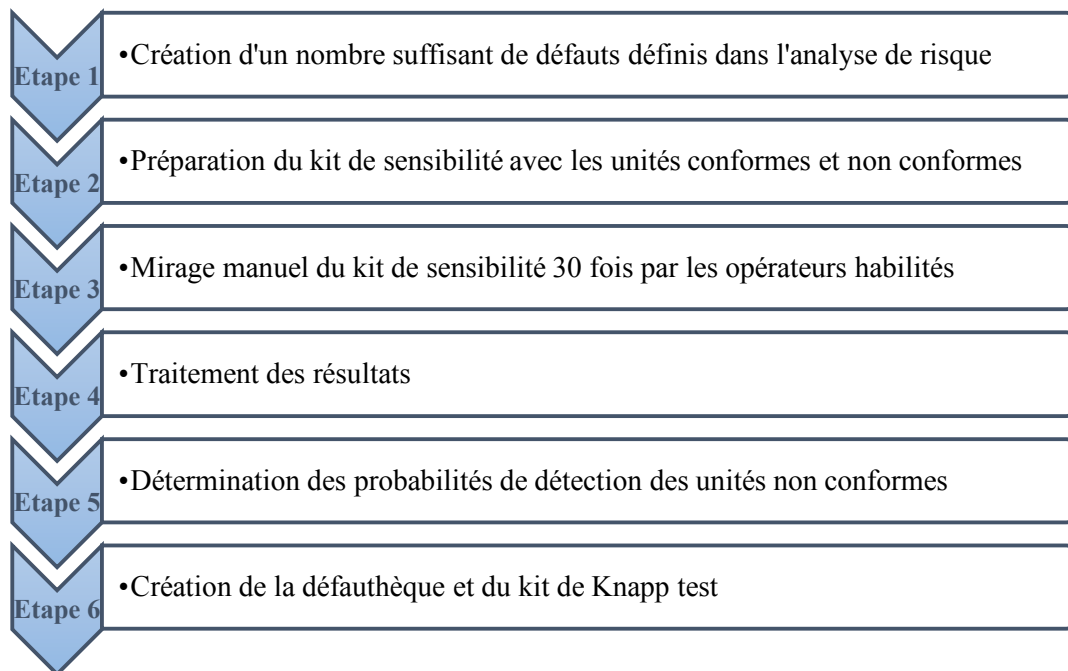 Etape 1
•Création d'un nombre suffisant de défauts définis dans l'analyse de risque
Etape 2
•Préparation du kit de sensibilité avec les unités conformes et non conformes
Etape 3
•Mirage manuel du kit de sensibilité 30 fois par les opérateurs habilités
Etape 4
•Traitement des résultats
Etape 5
•Détermination des probabilités de détection des unités non conformes
Etape 6
•Création de la défauthèque et du kit de Knapp test